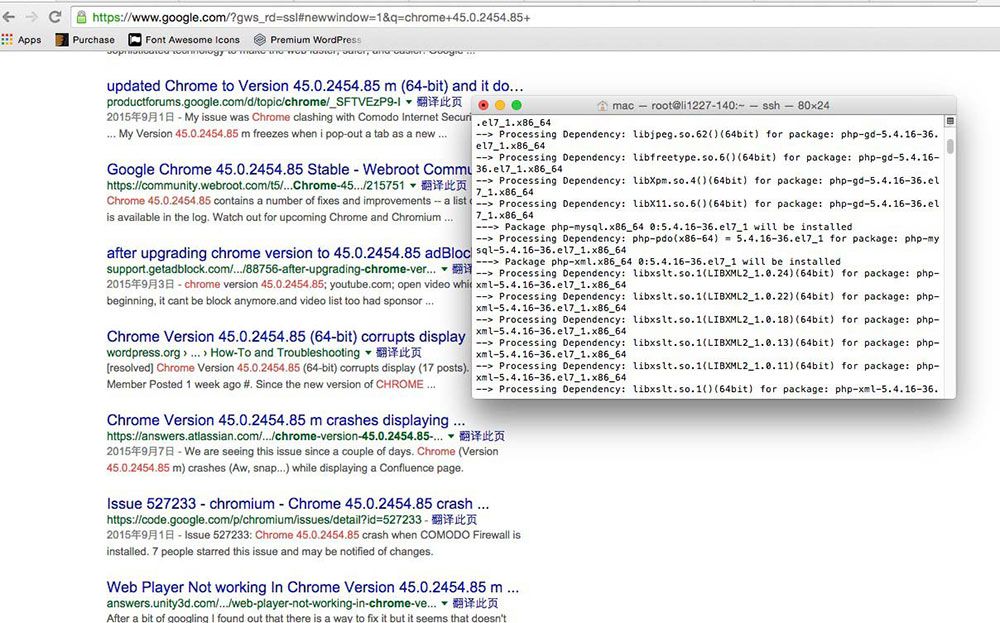 https://www.google.com/?gws_rd=ssl#newwindow=1&q=chrome+45.0.2454.85+
Apps Purchase Font Awesome Icons Premium WordPress
sophisticated technology to make the web faster, safer, and easier. Google ...
updated Chrome to Version 45.0.2454.85 m (64-bit) and it do...
productforums.google.com/d/topic/chrome/_SFTVEzP9-I ▼ 翻译此页
2015年9月1日 - My issue was Chrome clashing with Comodo Internet Securi
... My Version 45.0.2454.85 m freezes when i pop-out a tab as a new ...
Google Chrome 45.0.2454.85 Stable - Webroot Commu
https://community.webroot.com/t5/...Chrome-45.../215751 ▼ 翻译此页
Chrome 45.0.2454.85 contains a number of fixes and improvements -- a list o
is available in the log. Watch out for upcoming Chrome and Chromium ...
after upgrading chrome version to 45.0.2454.85 adBloc
support.getadblock.com/.../88756-after-upgrading-chrome-ver... ▼ 翻
2015年9月3日 - chrome version 45.0.2454.85; youtube.com; open video whic
beginning, it cant be block anymore.and video list too had sponsor ...
Chrome Version 45.0.2454.85 (64-bit) corrupts display
wordpress.org › ... › How-To and Troubleshooting ▼ 翻译此页
[resolved] Chrome Version 45.0.2454.85 (64-bit) corrupts display (17 posts).
Member Posted 1 week ago #. Since the new version of CHROME ...
Chrome Version 45.0.2454.85 m crashes displaying ...
https://answers.atlassian.com/.../chrome-version-45.0.2454.85-... ▼ 翻译此页
2015年9月7日 - We are seeing this issue since a couple of days. Chrome (Version
45.0.2454.85 m) crashes (Aw, snap...) while displaying a Confluence page.
Issue 527233 - chromium - Chrome 45.0.2454.85 crash ...
https://code.google.com/p/chromium/issues/detail?id=527233 - 翻译此页
2015年9月1日 - Issue 527233: Chrome 45.0.2454.85 crash when COMODO Firewall is
installed. 7 people starred this issue and may be notified of changes.
Web Player Not working In Chrome Version 45.0.2454.85 m ...
answers.unity3d.com/.../web-player-not-working-in-chrome-ve... ▼ 翻译此页
After a bit of googling I found out that there is a way to fix it but it seems that doesn't
mac — root@li1227-140:~ — ssh — 80×24
.el7_1.x86_64
--> Processing Dependency: libjpeg.so.62()(64bit) for package: php-gd-5.4.16-36.
el7_1.x86_64
--> Processing Dependency: libfreetype.so.6()(64bit) for package: php-gd-5.4.16-
36.el7_1.x86_64
--> Processing Dependency: libXpm.so.4()(64bit) for package: php-gd-5.4.16-36.el
7_1.x86_64
--> Processing Dependency: libX11.so.6()(64bit) for package: php-gd-5.4.16-36.el
7_1.x86_64
---> Package php-mysql.x86_64 0:5.4.16-36.el7_1 will be installed
--> Processing Dependency: php-pdo(x86-64) = 5.4.16-36.el7_1 for package: php-my
sql-5.4.16-36.el7_1.x86_64
---> Package php-xml.x86_64 0:5.4.16-36.el7_1 will be installed
--> Processing Dependency: libxslt.so.1(LIBXML2_1.0.24)(64bit) for package: php-
xml-5.4.16-36.el7_1.x86_64
--> Processing Dependency: libxslt.so.1(LIBXML2_1.0.22)(64bit) for package: php-
xml-5.4.16-36.el7_1.x86_64
--> Processing Dependency: libxslt.so.1(LIBXML2_1.0.18)(64bit) for package: php-
xml-5.4.16-36.el7_1.x86_64
--> Processing Dependency: libxslt.so.1(LIBXML2_1.0.13)(64bit) for package: php-
xml-5.4.16-36.el7_1.x86_64
--> Processing Dependency: libxslt.so.1(LIBXML2_1.0.11)(64bit) for package: php-
xml-5.4.16-36.el7_1.x86_64
--> Processing Dependency: libxslt.so.1()(64bit) for package: php-xml-5.4.16-36.